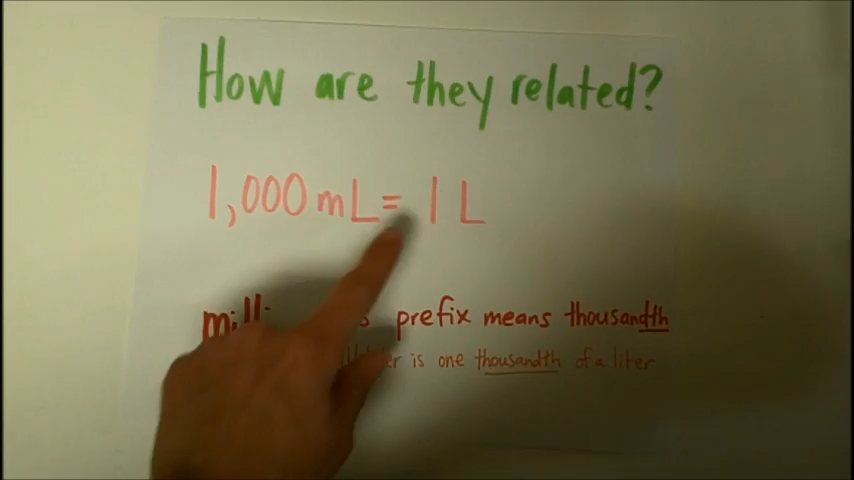 How are they related?
1,000 mL = 1 L
prefix means thousandth
is one thousandth of a liter